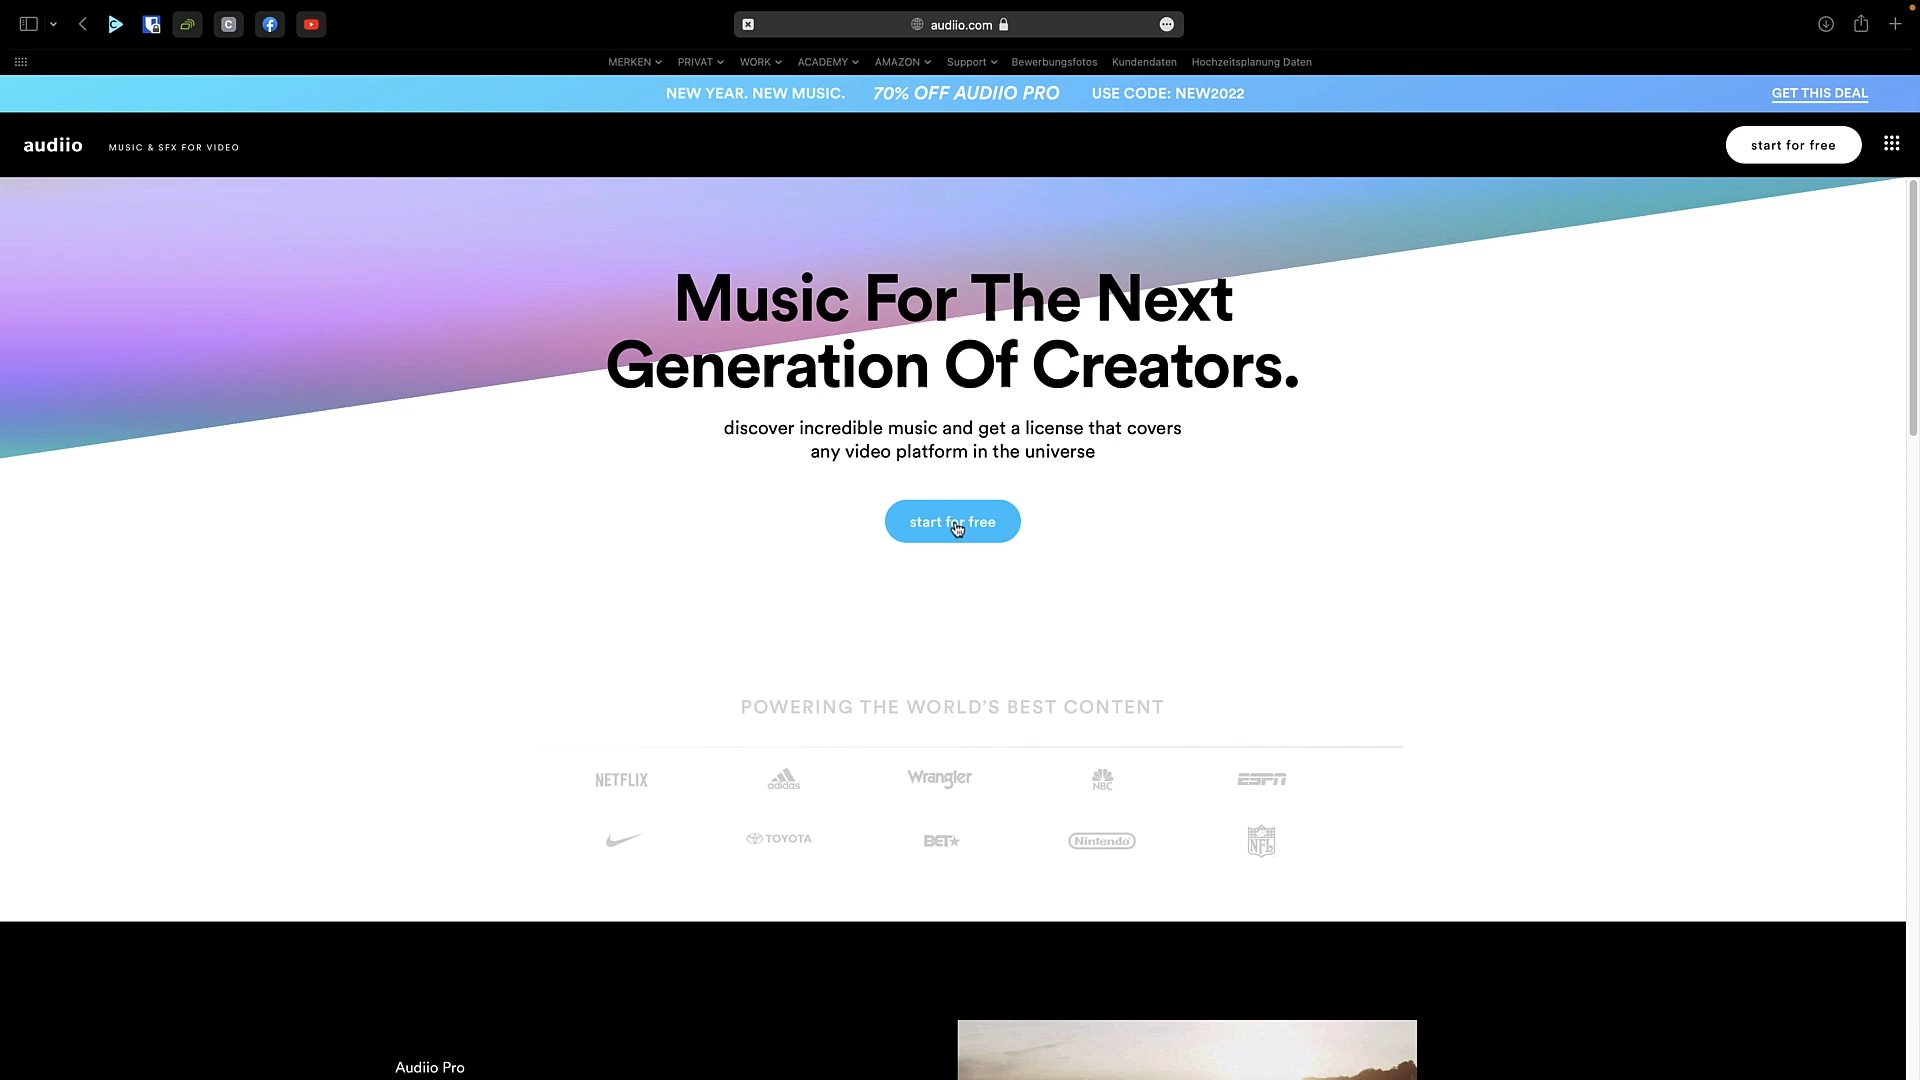 C
audiio.com
MERKEN PRIVAT WORK ACADEMY AMAZON Support Bewerbungsfotos Kundendaten Hochzeitsplanung Daten
NEW YEAR. NEW MUSIC. 70% OFF AUDIIO PRO USE CODE: NEW2022 GET THIS DEAL
audiio MUSIC & SFX FOR VIDEO start for free
Music For The Next
Generation Of Creators.
discover incredible music and get a license that covers
any video platform in the universe
start for free
POWERING THE WORLD'S BEST CONTENT
NETFLIX adidas Wrangler NBC ESPN
TOYOTA BET Nintendo NFL
Audiio Pro